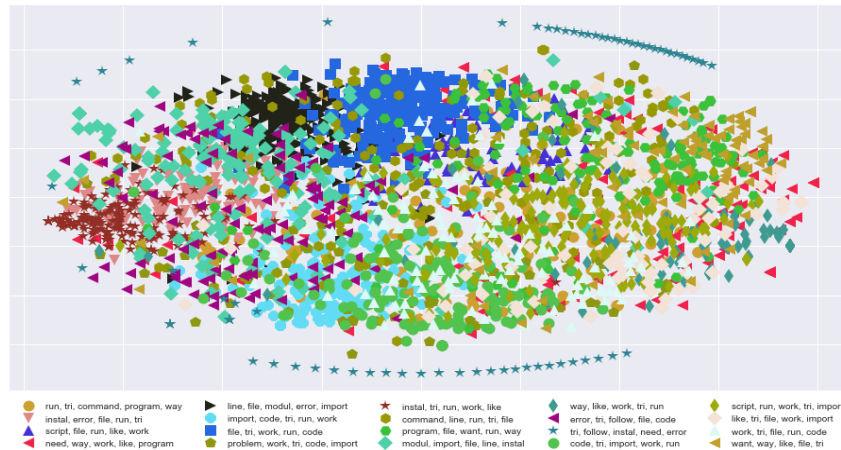 run, tri, command, program, way
instal, error, file, run, tri
script, file, run, like, work
need, way, work, like, program
line, file, modul, error, import
import, code, tri, run, work
file, tri, work, run, code
problem, work, tri, code, import
instal, tri, run, work, like
command, line, run, tri, file
program, file, want, run, way
modul, import, file, line, instal
way, like, work, tri, run
error, tri, follow, file, code
tri, follow, instal, need, error
code, tri, import, work, run
script, run, work, tri, impor
like, tri, file, work, import
work, tri, file, run, code
want, way, like, file, tri